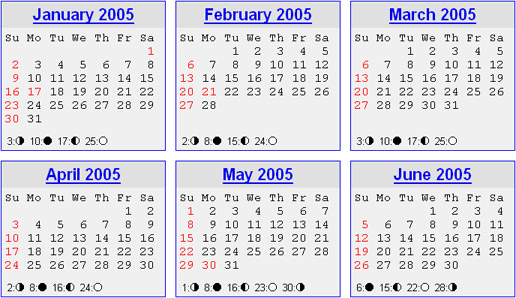 January 2005
Su Mo Tu We Th Fr Sa
1
2 3 4 5 6 7 8
9 10 11 12 13 14 15
16 17 18 19 20 21 22
23 24 25 26 27 28 29
30 31
3: 10: 17: 25:
February 2005
Su Mo Tu We Th Fr Sa
1 2 3 4 5
6 7 8 9 10 11 12
13 14 15 16 17 18 19
20 21 22 23 24 25 26
27 28
2: 8: 15: 24:
March 2005
Su Mo Tu We Th Fr Sa
1 2 3 4 5
6 7 8 9 10 11 12
13 14 15 16 17 18 19
20 21 22 23 24 25 26
27 28 29 30 31
3: 10: 17: 25:
April 2005
Su Mo Tu We Th Fr Sa
1 2
3 4 5 6 7 8 9
10 11 12 13 14 15 16
17 18 19 20 21 22 23
24 25 26 27 28 29 30
2: 8: 16: 24:
May 2005
Su Mo Tu We Th Fr Sa
1 2 3 4 5 6 7
8 9 10 11 12 13 14
15 16 17 18 19 20 21
22 23 24 25 26 27 28
29 30 31
1: 8: 16: 23: 30:
June 2005
Su Mo Tu We Th Fr Sa
1 2 3 4
5 6 7 8 9 10 11
12 13 14 15 16 17 18
19 20 21 22 23 24 25
26 27 28 29 30
6: 15: 22: 28: